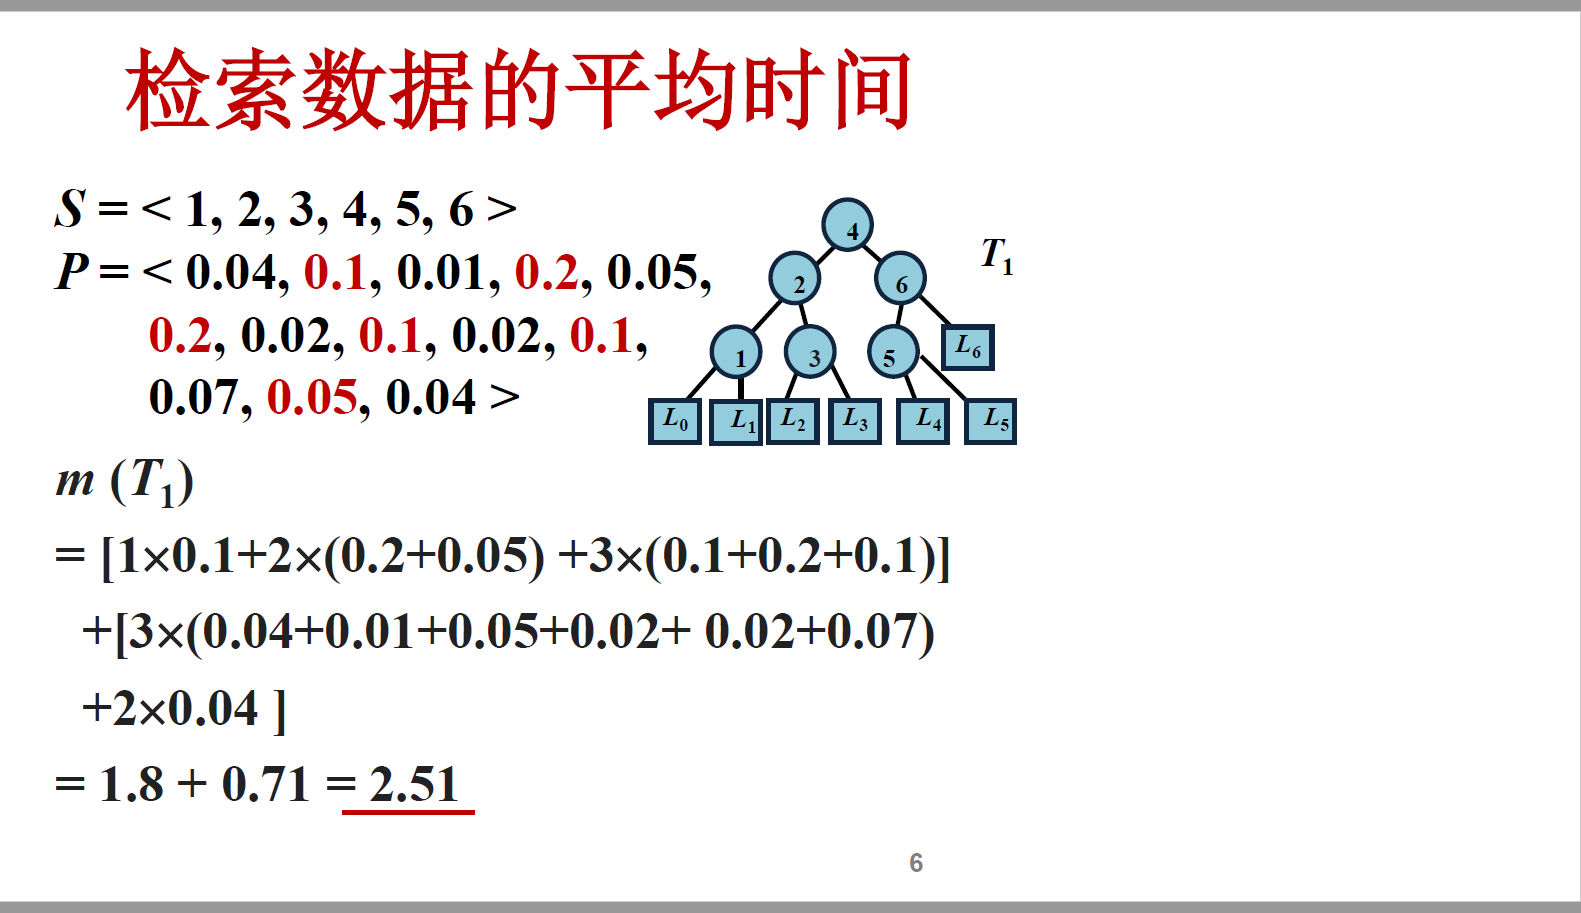 检索数据的平均时间
S = < 1, 2, 3, 4, 5, 6 >
P = < 0.04, 0.1, 0.01, 0.2, 0.05,
0.2, 0.02, 0.1, 0.02, 0.1,
0.07, 0.05, 0.04 >
4
T₁
2
6
1
3
5
L₆
L₀
L₁
L₂
L₃
L₄
L₅
m (T₁)
= [1×0.1+2×(0.2+0.05) +3×(0.1+0.2+0.1)]
+[3×(0.04+0.01+0.05+0.02+ 0.02+0.07)
+2×0.04 ]
= 1.8 + 0.71 = 2.51
6